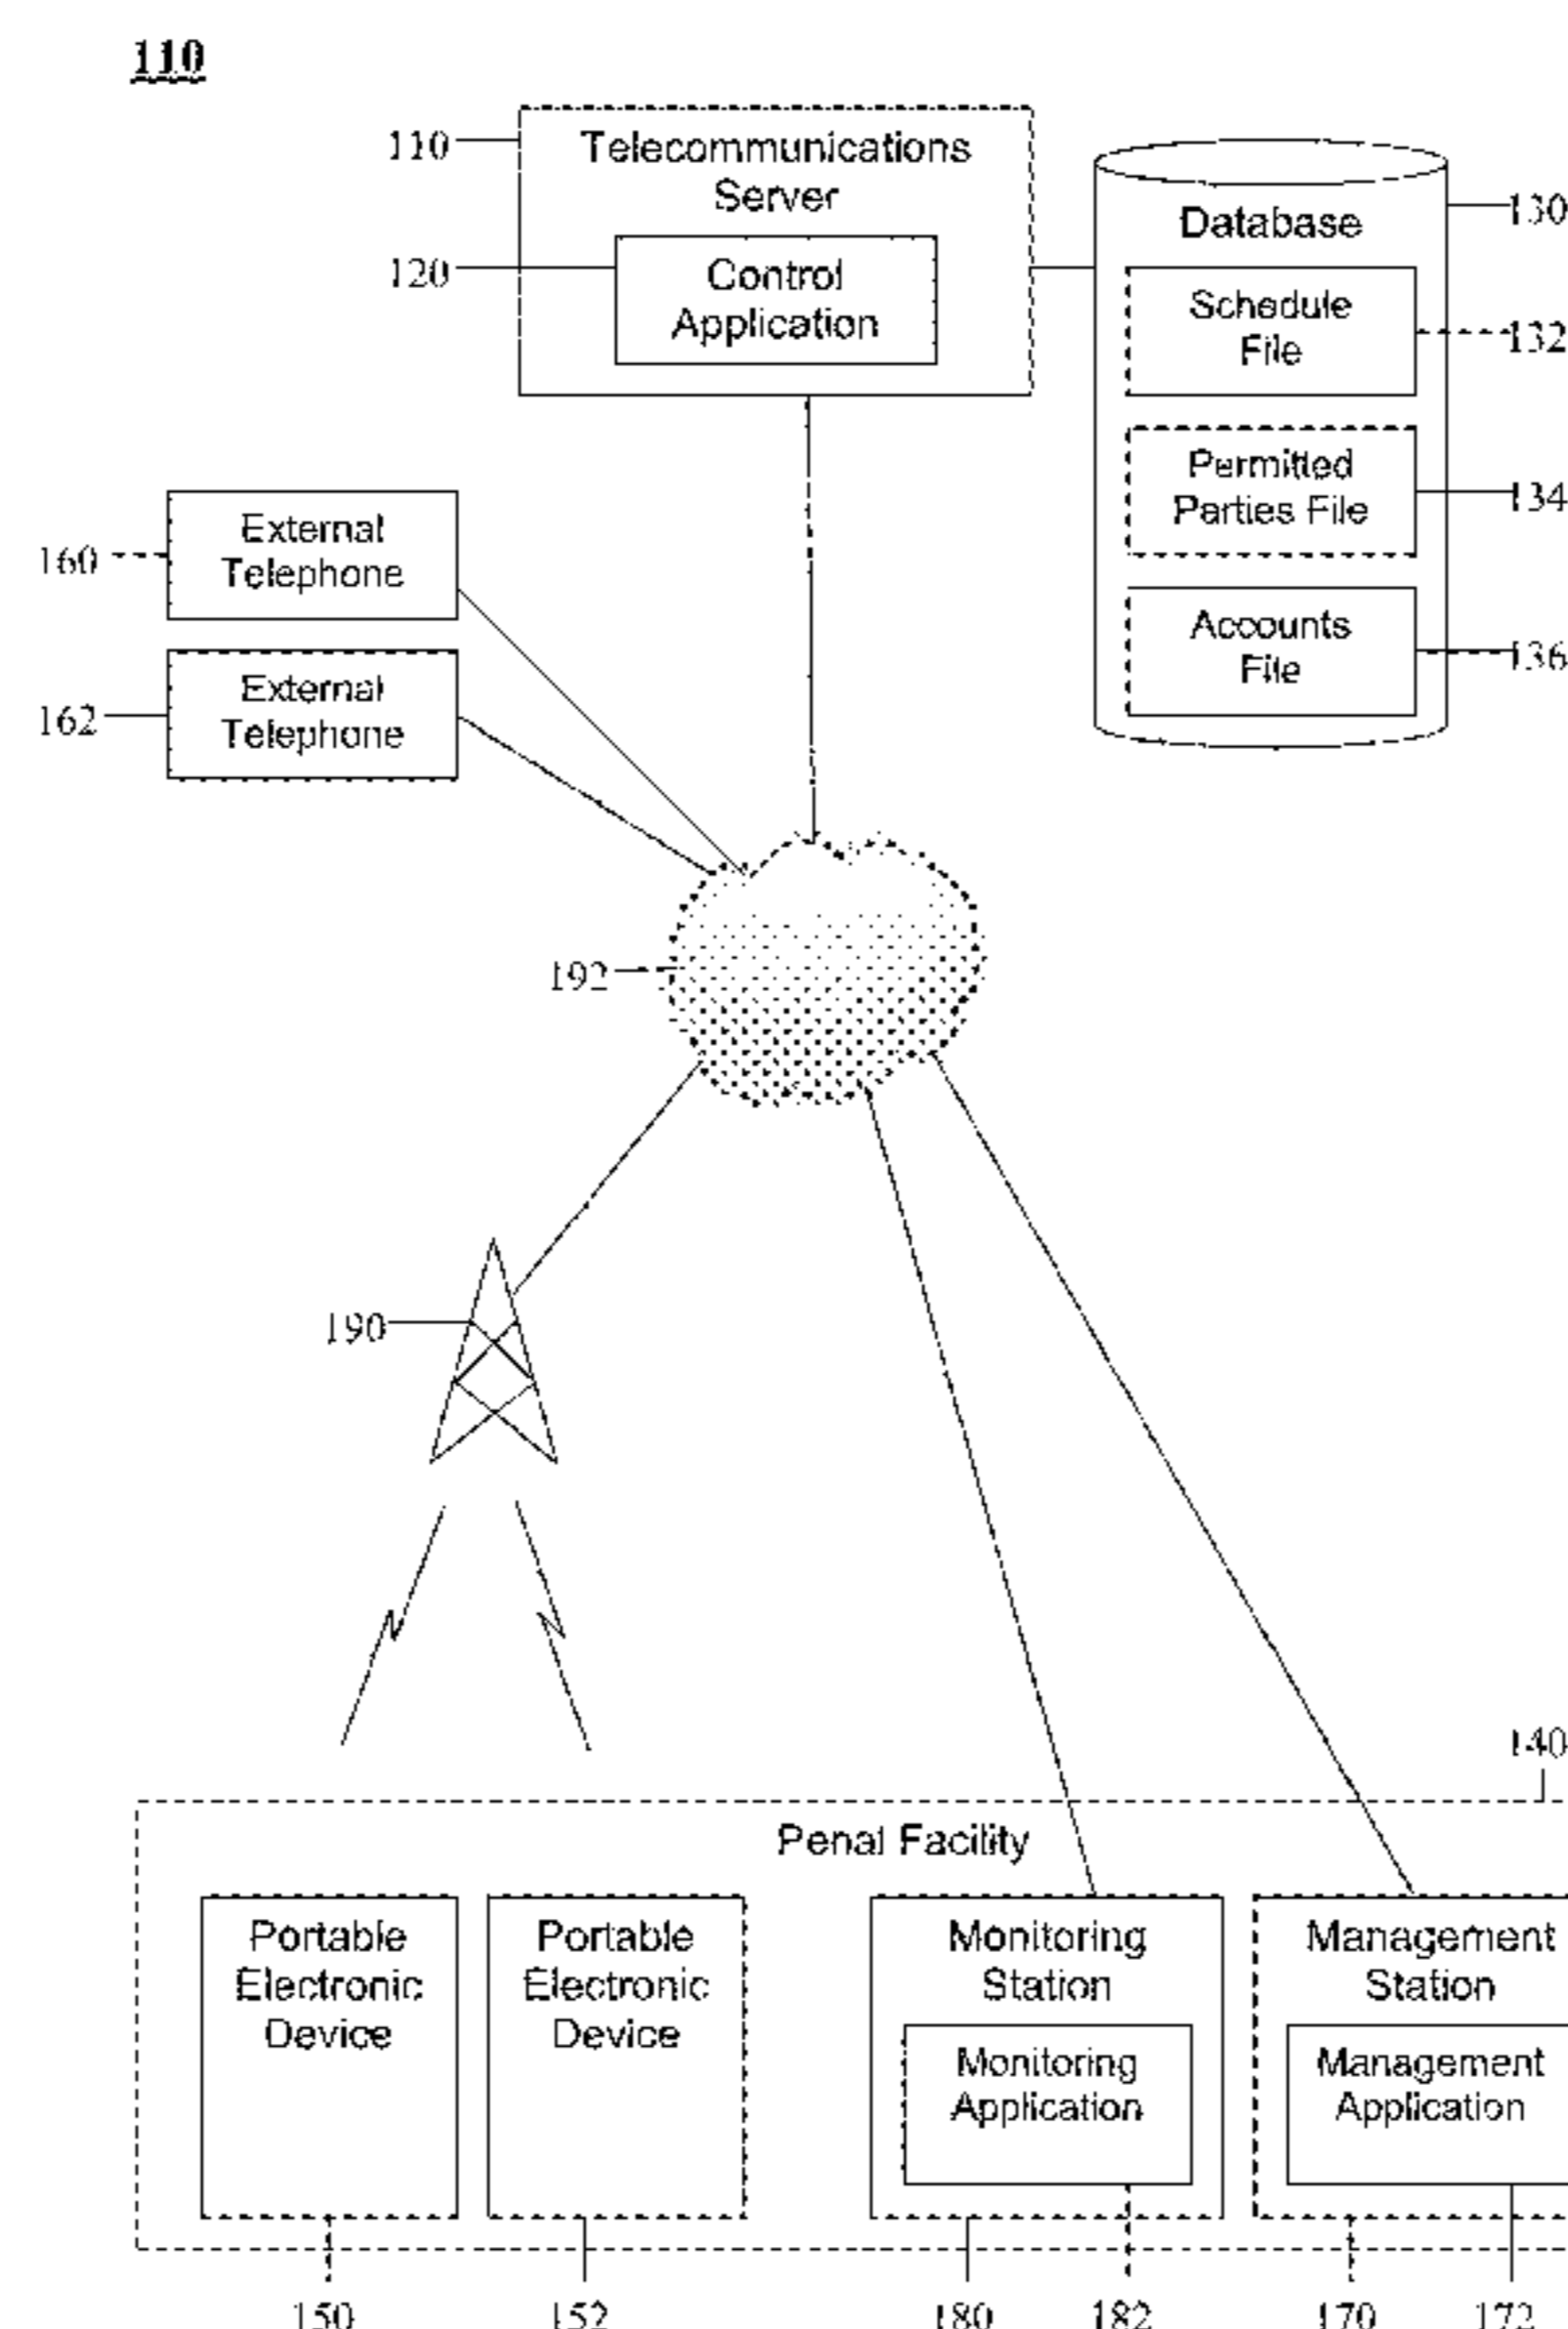 110
110
Telecommunications
Server
120
Control
Application
Database
130
Schedule
File
132
Permitted
Parties File
134
Accounts
File
136
160
External
Telephone
162
External
Telephone
192
190
140
Penal Facility
Portable
Electronic
Device
Portable
Electronic
Device
Monitoring
Station
Monitoring
Application
Management
Station
Management
Application
150
152
180
182
170
172